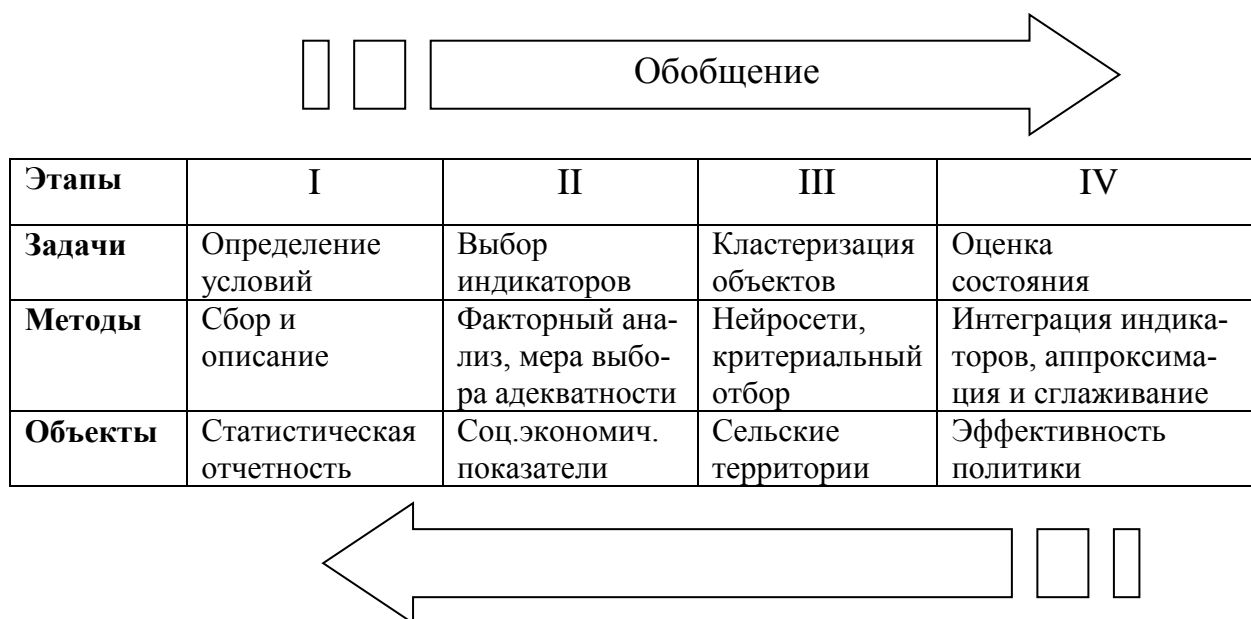 Обобщение
Этапы I II III IV
Задачи Определение Выбор Кластеризация Оценка
условий индикаторов объектов состояния
Методы Сбор и Факторный ана- Нейросети, Интеграция индика-
описание лиз, мера выбо- критериальный торов, аппроксима-
ра адекватности отбор ция и сглаживание
Объекты Статистическая Соц.экономич. Сельские Эффективность
отчетность показатели территории политики